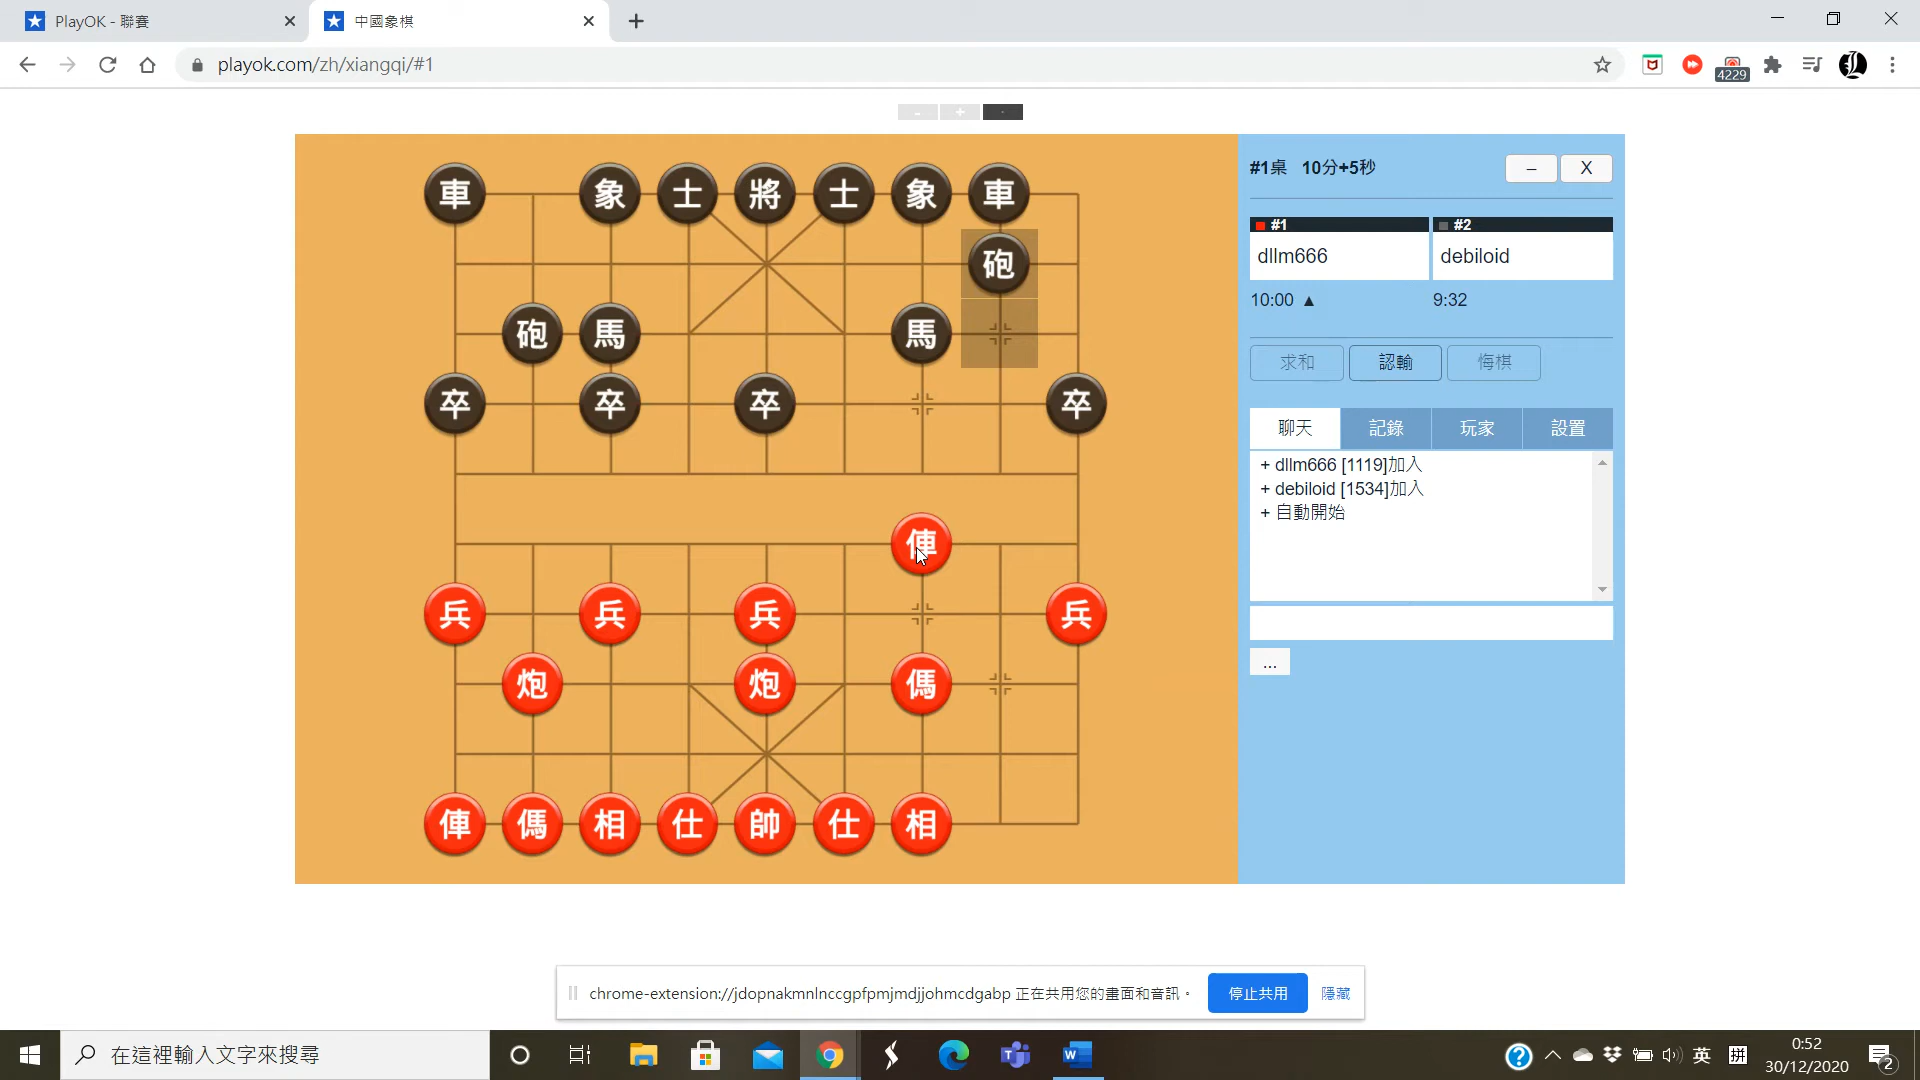 PlayOK - 聯賽
中國象棋
playok.com/zh/xiangqi/#1
4229
- + ·
車 象 士 將 士 象 車
砲
砲 馬 馬
卒 卒 卒 卒
俥
兵 兵 兵 兵
炮 炮 傌
俥 傌 相 仕 帥 仕 相
#1桌 10分+5秒
– X
#1 #2
dllm666 debiloid
10:00 ▲ 9:32
求和 認輸 悔棋
聊天 記錄 玩家 設置
+ dllm666 [1119]加入
+ debiloid [1534]加入
+ 自動開始
...
chrome-extension://jdopnakmnlnccgpfpmjmdjjohmcdgabp 正在共用您的畫面和音訊。 停止共用 隱藏
在這裡輸入文字來搜尋
英 拼
0:52
30/12/2020
2